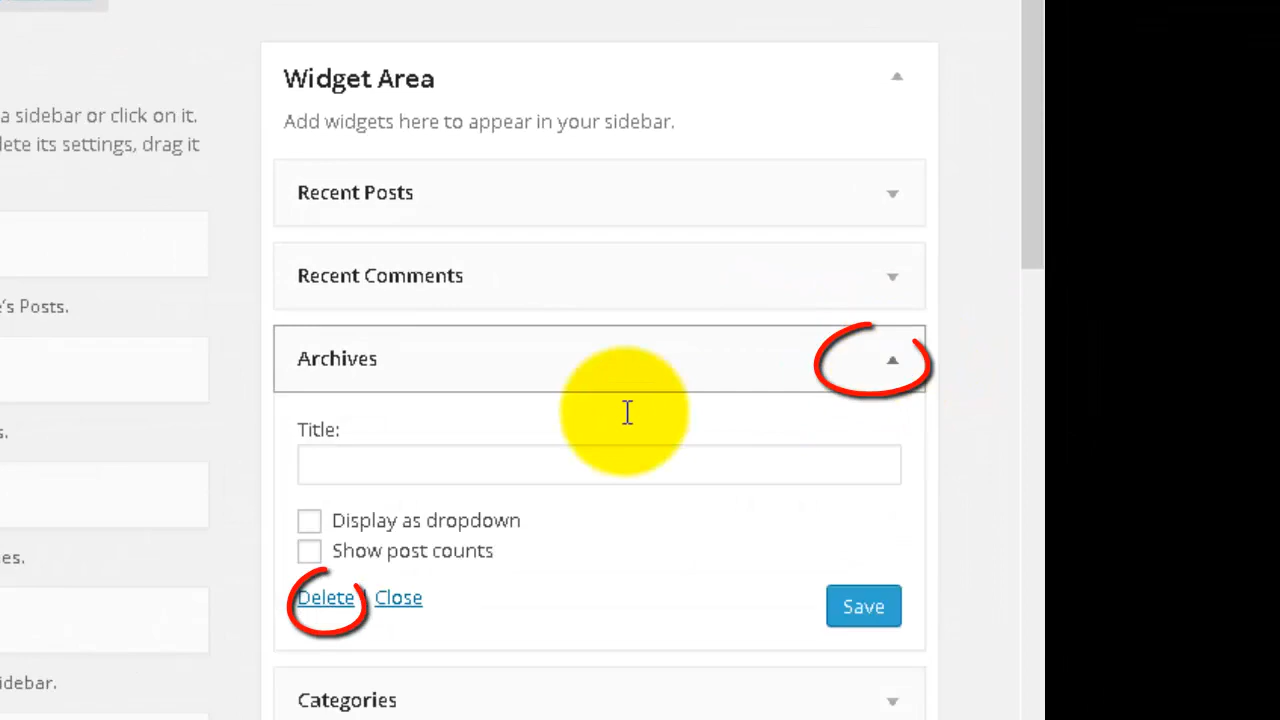 Widget Area
a sidebar or click on it.
Add widgets here to appear in your sidebar.
lete its settings, drag it
Recent Posts
Recent Comments
e's Posts.
Archives
Title:
s.
Display as dropdown
Show post counts
es.
Delete | Close
Save
idebar.
Categories